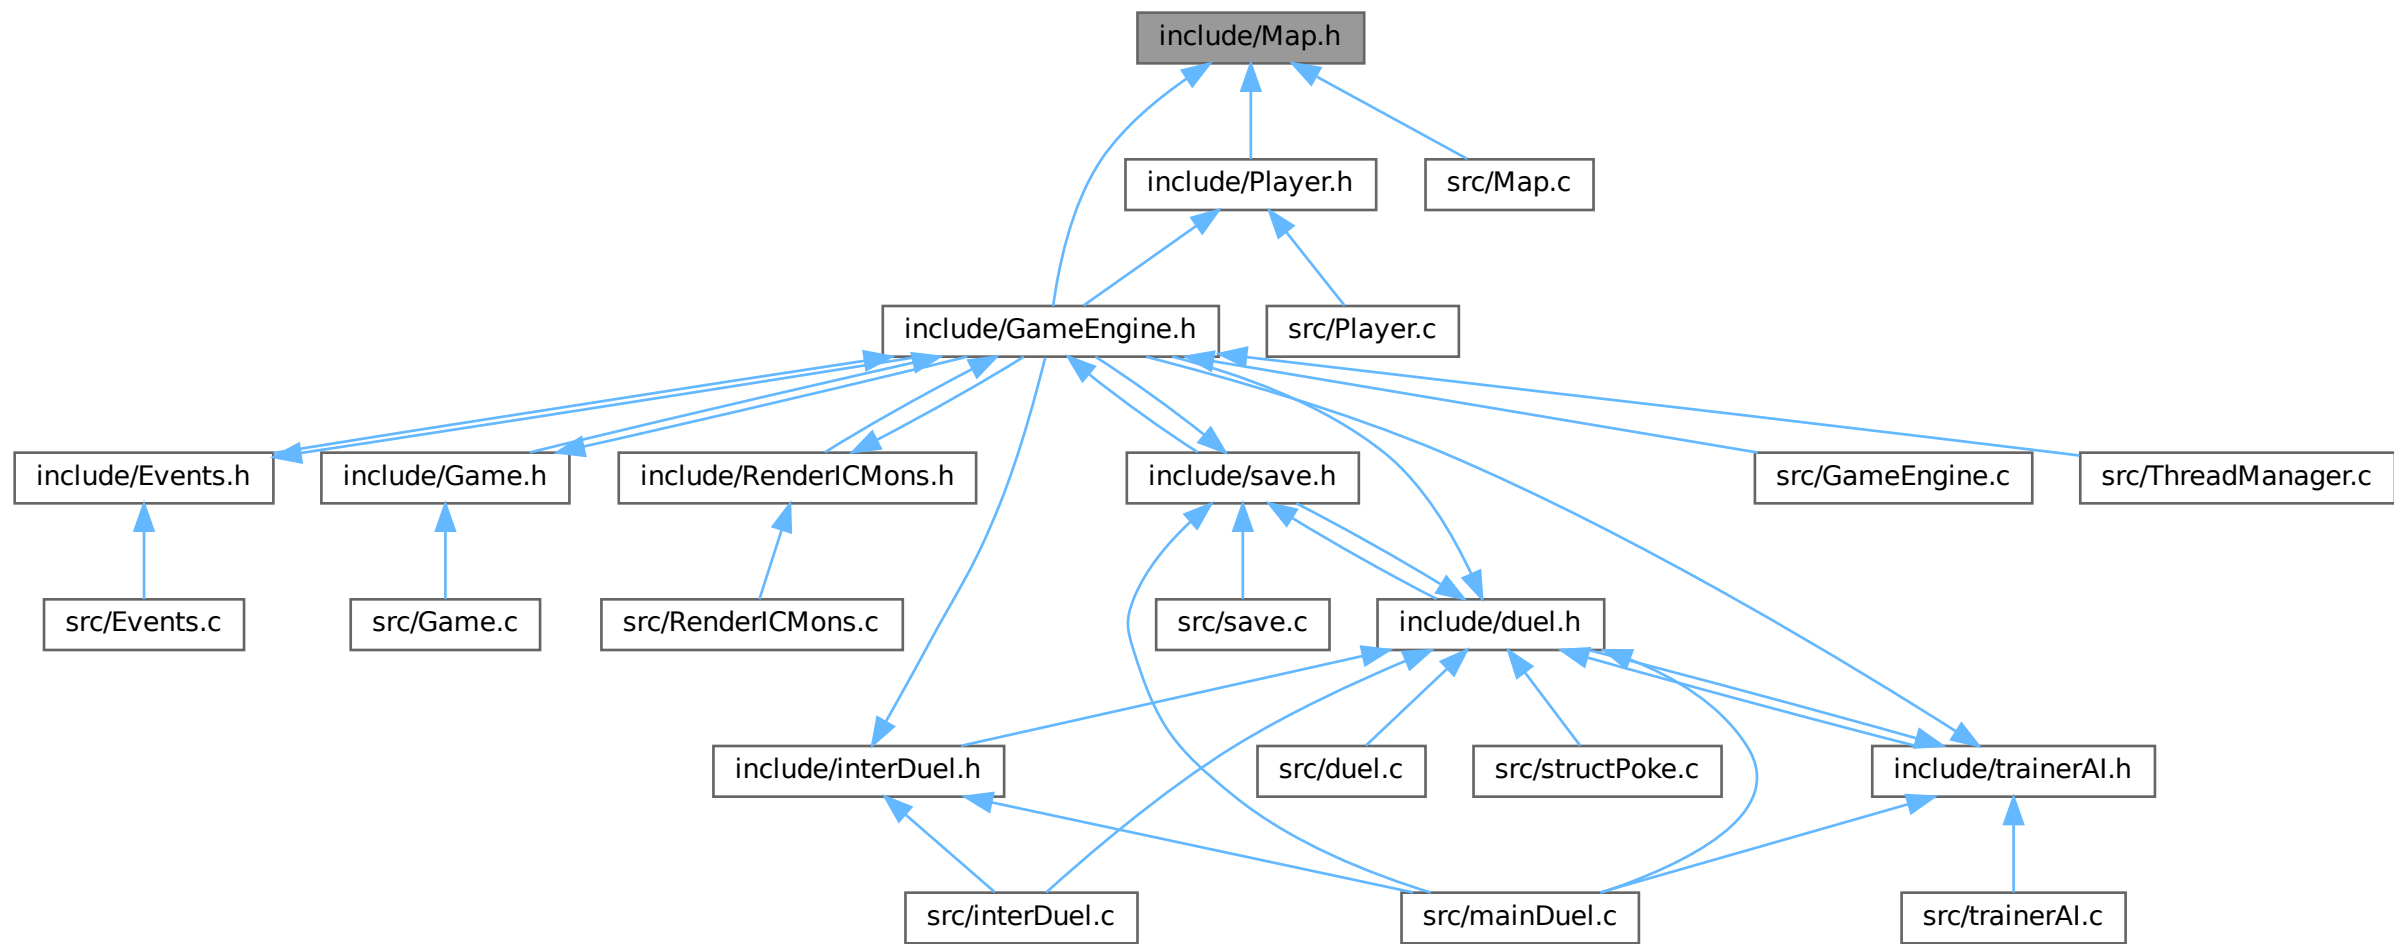 include/Map.h
include/Player.h
src/Map.c
include/GameEngine.h
src/Player.c
include/Events.h
include/Game.h
include/RenderICMons.h
include/save.h
src/GameEngine.c
src/ThreadManager.c
src/Events.c
src/Game.c
src/RenderICMons.c
src/save.c
include/duel.h
include/interDuel.h
src/duel.c
src/structPoke.c
include/trainerAI.h
src/interDuel.c
src/mainDuel.c
src/trainerAI.c